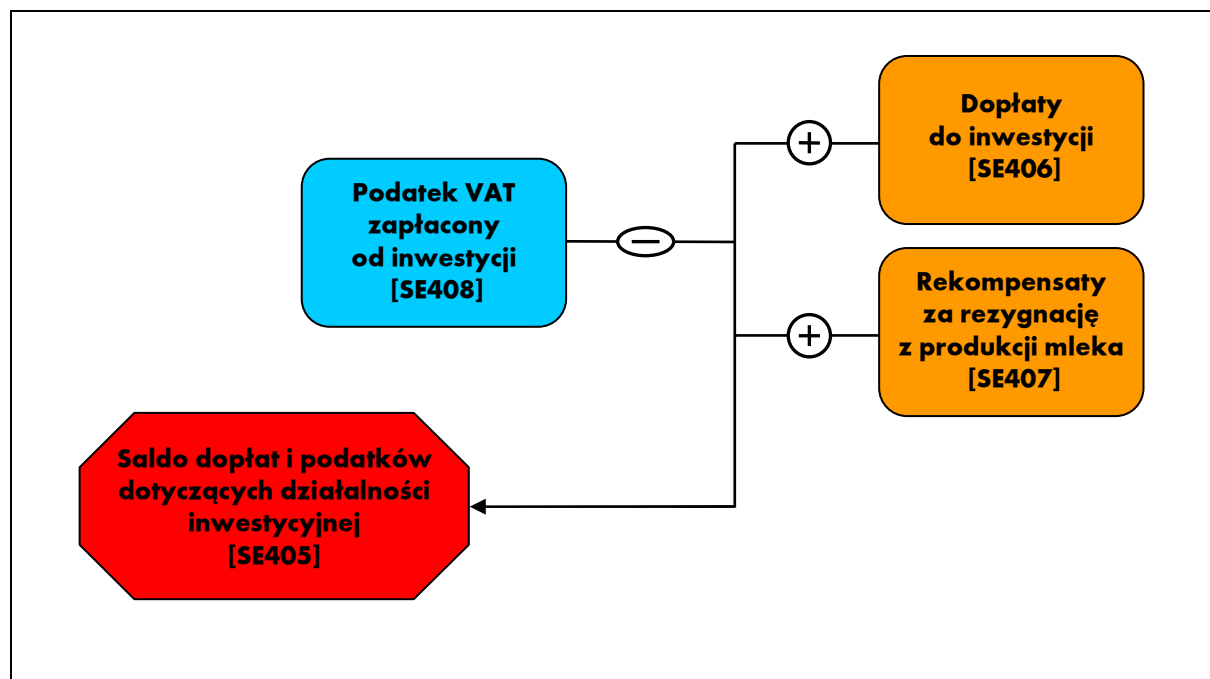 Dopłaty
do inwestycji
[SE406]
Podatek VAT
zapłacony
od inwestycji
[SE408]
+
−
Rekompensaty
za rezygnację
z produkcji mleka
[SE407]
+
Saldo dopłat i podatków
dotyczących działalności
inwestycyjnej
[SE405]